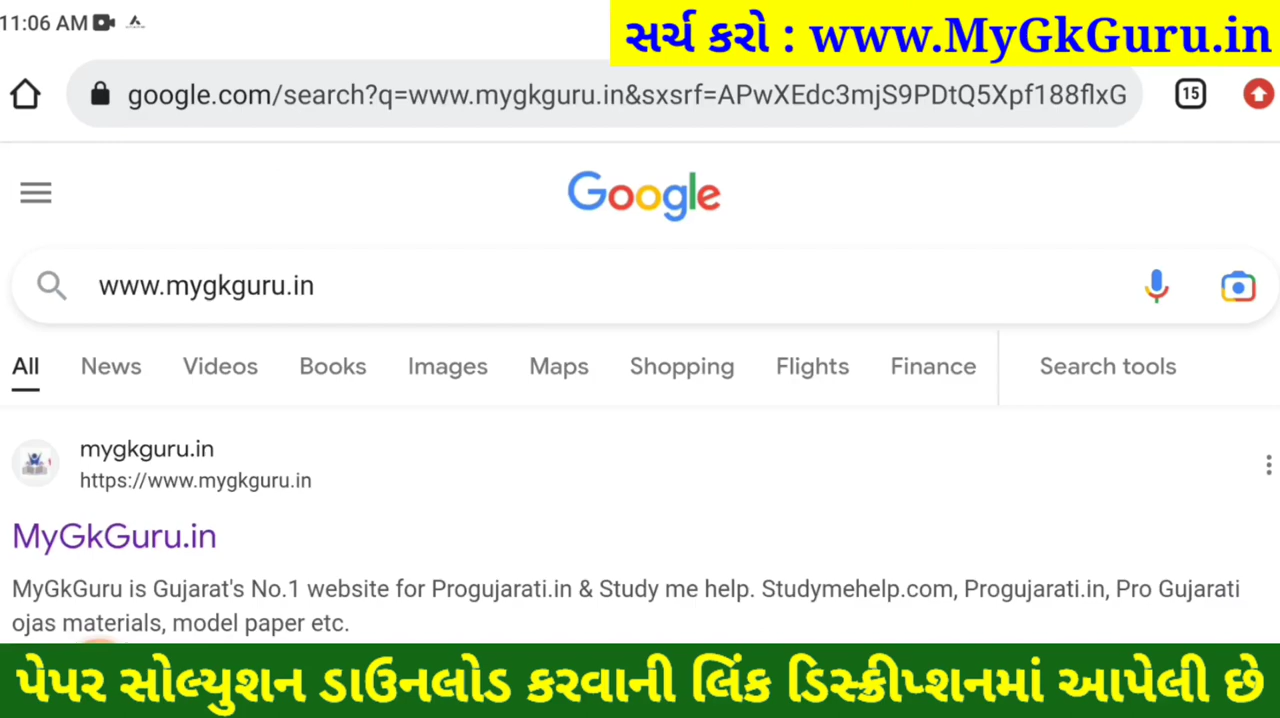 11:06 AM
સર્ચ કરો : www.MyGkGuru.in
google.com/search?q=www.mygkguru.in&sxsrf=APwXEdc3mjS9PDtQ5Xpf188flxG
15
Google
www.mygkguru.in
All News Videos Books Images Maps Shopping Flights Finance Search tools
mygkguru.in
https://www.mygkguru.in
MyGkGuru.in
MyGkGuru is Gujarat's No.1 website for Progujarati.in & Study me help. Studymehelp.com, Progujarati.in, Pro Gujarati
ojas materials, model paper etc.
પેપર સોલ્યુશન ડાઉનલોડ કરવાની લિંક ડિસ્ક્રીપ્શનમાં આપેલી છે